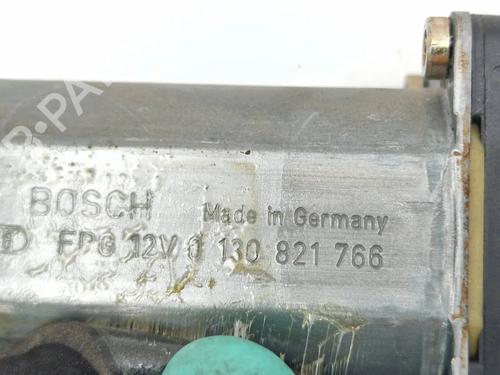 BOSCH Made in Germany
FPG 12V 0 130 821 766